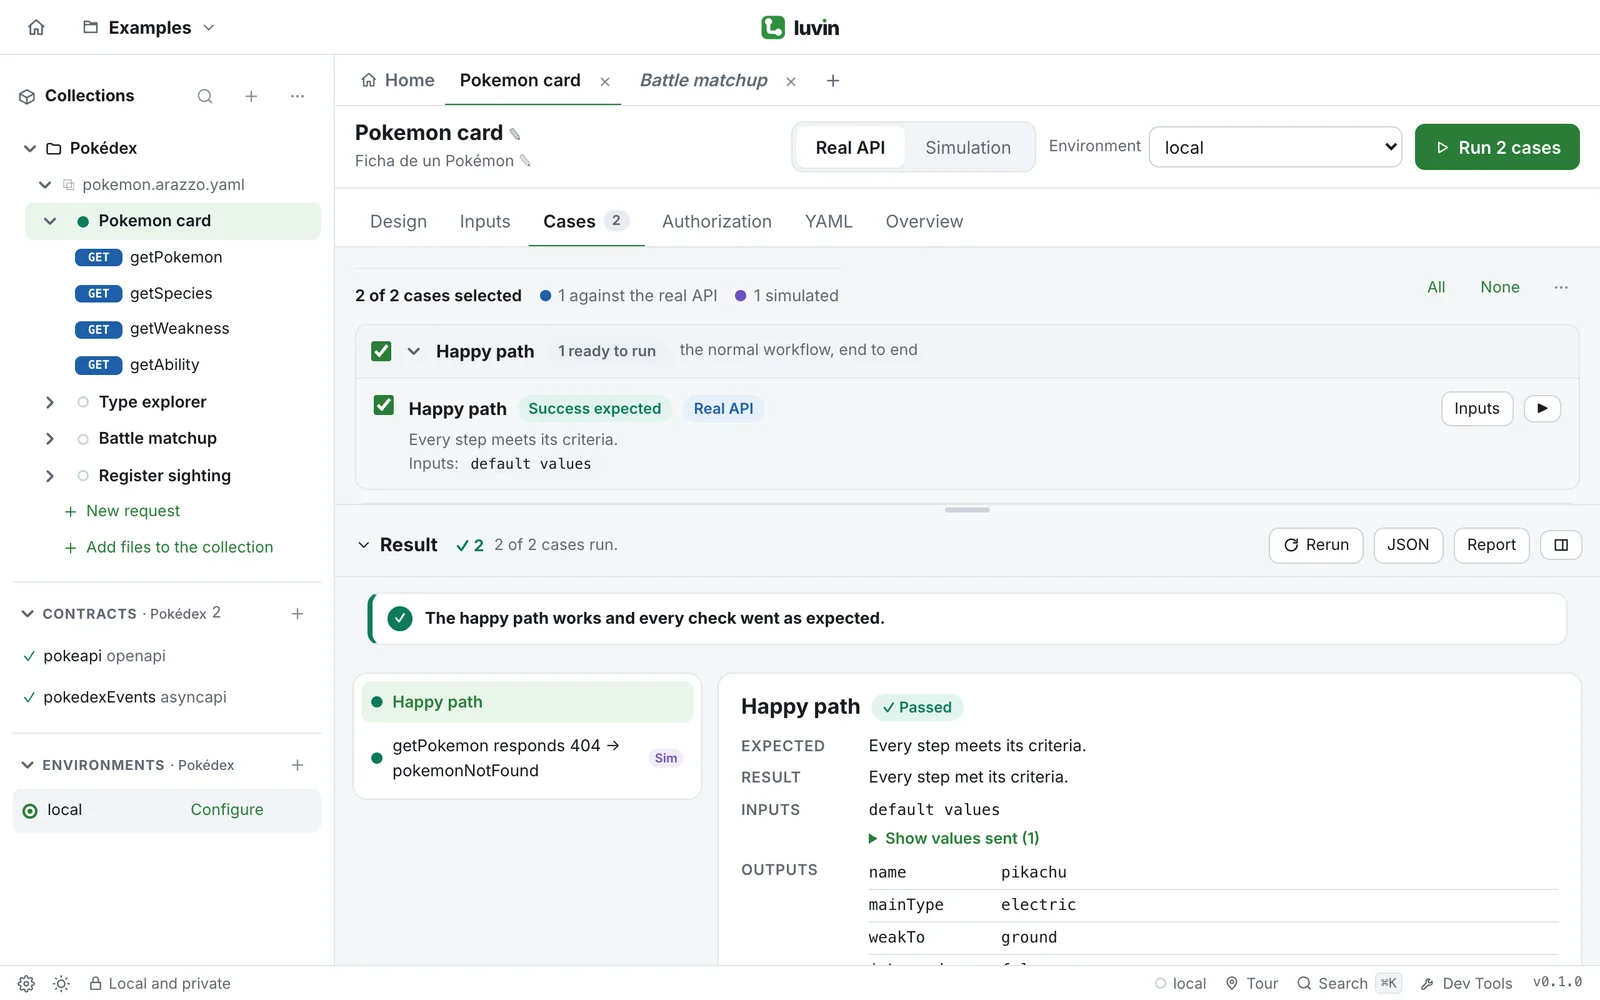 Examples
luvin
Collections
Pokédex
pokemon.arazzo.yaml
Pokemon card
GET getPokemon
GET getSpecies
GET getWeakness
GET getAbility
Type explorer
Battle matchup
Register sighting
+ New request
+ Add files to the collection
CONTRACTS · Pokédex 2
pokeapi openapi
pokedexEvents asyncapi
ENVIRONMENTS · Pokédex
local Configure
Home Pokemon card × Battle matchup × +
Pokemon card
Ficha de un Pokémon
Real API Simulation Environment local Run 2 cases
Design Inputs Cases 2 Authorization YAML Overview
2 of 2 cases selected 1 against the real API 1 simulated All None ...
Happy path 1 ready to run the normal workflow, end to end
Happy path Success expected Real API Inputs
Every step meets its criteria.
Inputs: default values
Result ✓ 2 2 of 2 cases run. Rerun JSON Report
The happy path works and every check went as expected.
Happy path
getPokemon responds 404 → Sim
pokemonNotFound
Happy path ✓ Passed
EXPECTED Every step meets its criteria.
RESULT Every step met its criteria.
INPUTS default values
Show values sent (1)
OUTPUTS name pikachu
mainType electric
weakTo ground
Local and private local Tour Search ⌘K Dev Tools v0.1.0